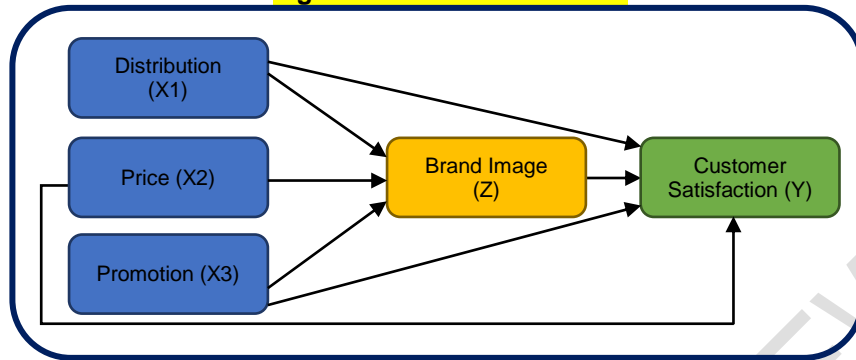 Distribution
(X1)
Price (X2)
Promotion (X3)
Brand Image
(Z)
Customer
Satisfaction (Y)